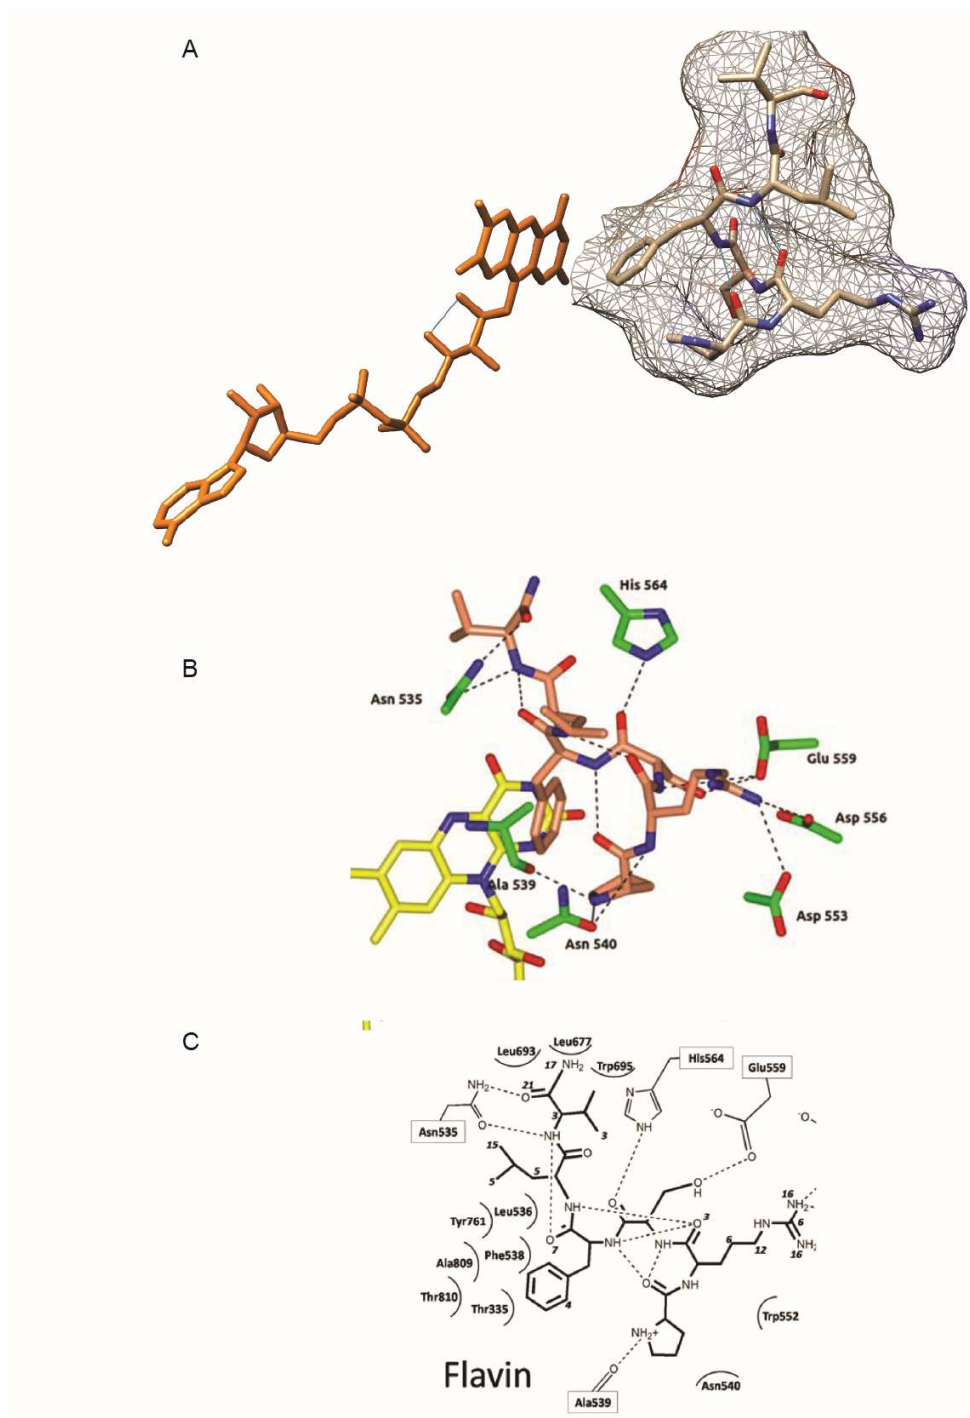 A
B
His 564
Asn 535
Glu 559
Asp 556
Ala 539
Asp 553
Asn 540
C
Leu693
Leu677
Trp695
His564
Glu559
17 NH₂
NH₂
21
O
N
⁻O
⁻O
Asn535
O
3
NH
3
NH
O
15
O
5
5
OH
NH
O
O
3
16
NH₂
Tyr761
Leu536
O
7
NH
NH
O
6
HN
6
12
NH₂
16
Ala809
Phe538
NH
Thr810
Thr335
4
O
Trp552
NH₂+
Flavin
O
Asn540
Ala539